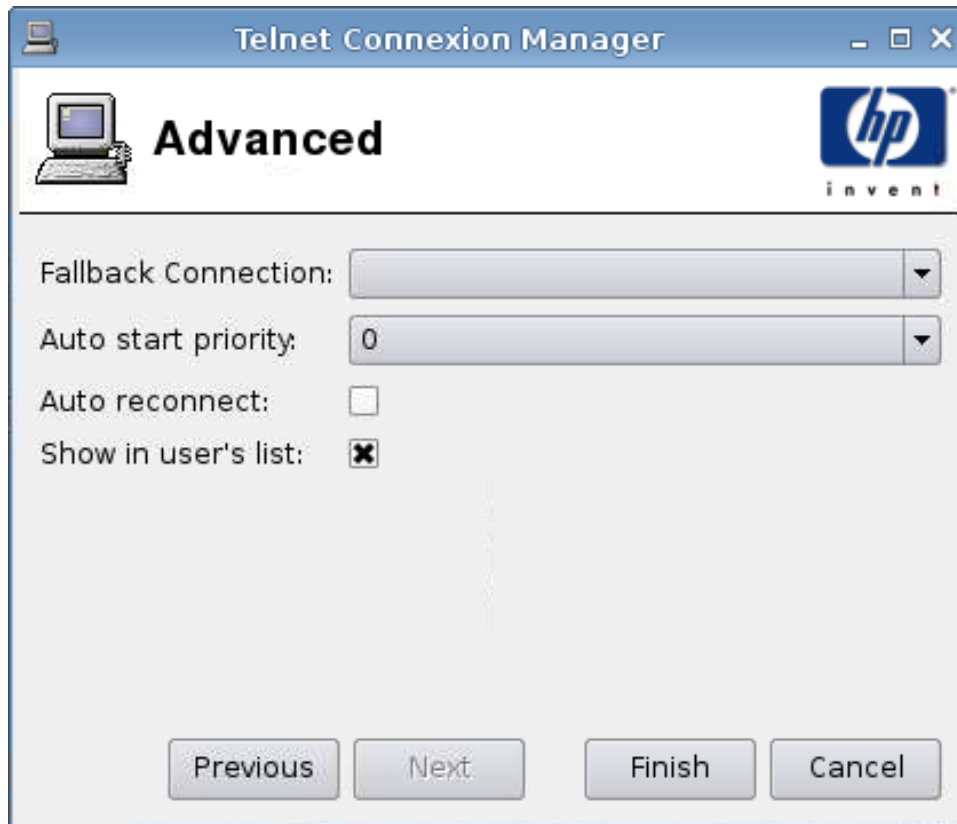 Telnet Connexion Manager
Advanced
hp
invent
Fallback Connection:
Auto start priority: 0
Auto reconnect:
Show in user's list:
Previous Next Finish Cancel